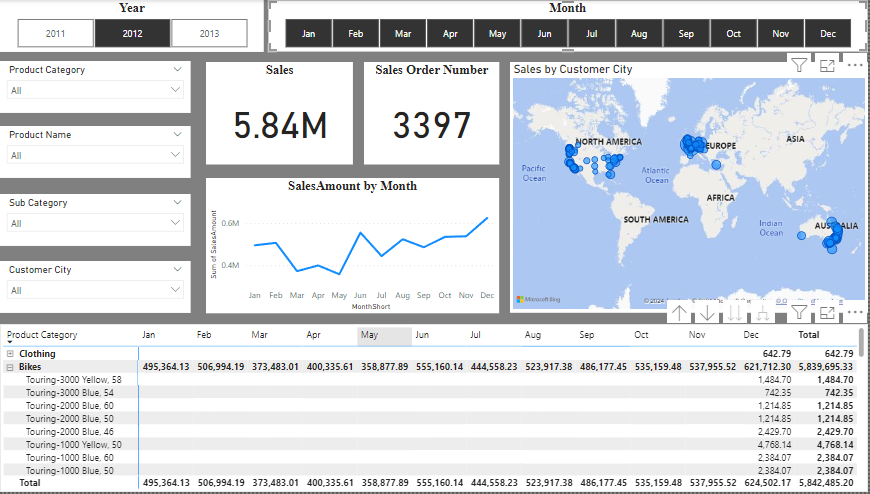 Year
2011 2012 2013
Month
Jan Feb Mar Apr May Jun Jul Aug Sep Oct Nov Dec
Product Category
All
Product Name
All
Sub Category
All
Customer City
All
Sales
5.84M
Sales Order Number
3397
SalesAmount by Month
Sum of SalesAmount
0.6M
0.4M
Jan Feb Mar Apr May Jun Jul Aug Sep Oct Nov Dec
MonthShort
Sales by Customer City
NORTH AMERICA
EUROPE
ASIA
Pacific
Ocean
Atlantic
Ocean
AFRICA
SOUTH AMERICA
Indian
Ocean
AUSTRALIA
Microsoft Bing
© 2024
Product Category Jan Feb Mar Apr May Jun Jul Aug Sep Oct Nov Dec Total
Clothing 642.79 642.79
Bikes 495,364.13 506,994.19 373,483.01 400,335.61 358,877.89 555,160.14 444,558.23 523,917.38 486,177.45 535,159.48 537,955.52 621,712.30 5,839,695.33
Touring-3000 Yellow, 58 1,484.70 1,484.70
Touring-3000 Blue, 54 742.35 742.35
Touring-2000 Blue, 60 1,214.85 1,214.85
Touring-2000 Blue, 50 1,214.85 1,214.85
Touring-2000 Blue, 46 2,429.70 2,429.70
Touring-1000 Yellow, 50 4,768.14 4,768.14
Touring-1000 Blue, 60 2,384.07 2,384.07
Touring-1000 Blue, 50 2,384.07 2,384.07
Total 495,364.13 506,994.19 373,483.01 400,335.61 358,877.89 555,160.14 444,558.23 523,917.38 486,177.45 535,159.48 537,955.52 624,502.17 5,842,485.20